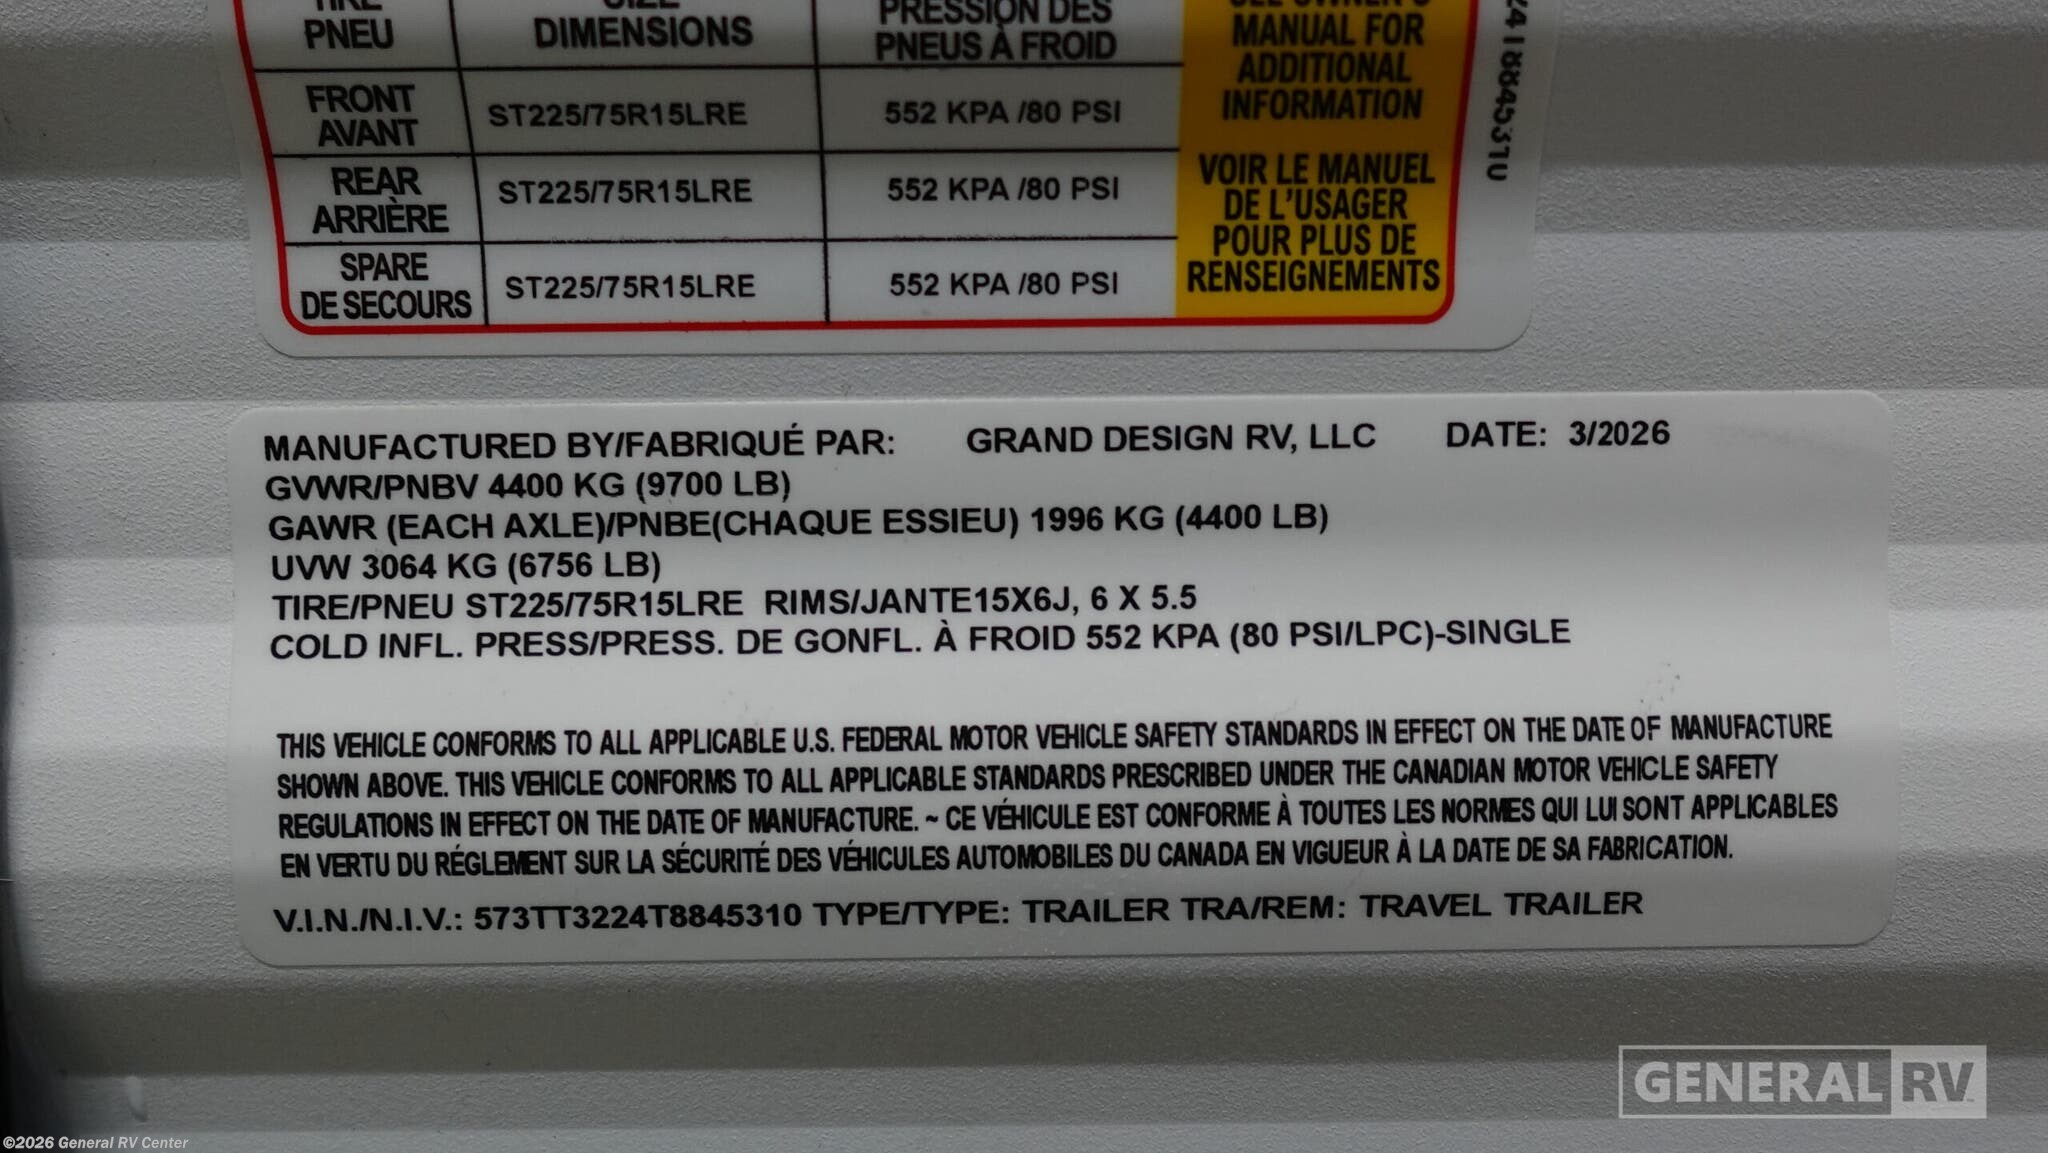 TIRE SIZE PRESSION DES SEE OWNER'S
PNEU DIMENSIONS PNEUS À FROID MANUAL FOR
ADDITIONAL
INFORMATION
FRONT
AVANT ST225/75R15LRE 552 KPA /80 PSI
REAR
ARRIÈRE ST225/75R15LRE 552 KPA /80 PSI
SPARE
DE SECOURS ST225/75R15LRE 552 KPA /80 PSI
VOIR LE MANUEL
DE L'USAGER
POUR PLUS DE
RENSEIGNEMENTS
MANUFACTURED BY/FABRIQUÉ PAR: GRAND DESIGN RV, LLC DATE: 3/2026
GVWR/PNBV 4400 KG (9700 LB)
GAWR (EACH AXLE)/PNBE(CHAQUE ESSIEU) 1996 KG (4400 LB)
UVW 3064 KG (6756 LB)
TIRE/PNEU ST225/75R15LRE RIMS/JANTE15X6J, 6 X 5.5
COLD INFL. PRESS/PRESS. DE GONFL. À FROID 552 KPA (80 PSI/LPC)-SINGLE
THIS VEHICLE CONFORMS TO ALL APPLICABLE U.S. FEDERAL MOTOR VEHICLE SAFETY STANDARDS IN EFFECT ON THE DATE OF MANUFACTURE
SHOWN ABOVE. THIS VEHICLE CONFORMS TO ALL APPLICABLE STANDARDS PRESCRIBED UNDER THE CANADIAN MOTOR VEHICLE SAFETY
REGULATIONS IN EFFECT ON THE DATE OF MANUFACTURE. ~ CE VÉHICULE EST CONFORME À TOUTES LES NORMES QUI LUI SONT APPLICABLES
EN VERTU DU RÉGLEMENT SUR LA SÉCURITÉ DES VÉHICULES AUTOMOBILES DU CANADA EN VIGUEUR À LA DATE DE SA FABRICATION.
V.I.N./N.I.V.: 573TT3224T8845310 TYPE/TYPE: TRAILER TRA/REM: TRAVEL TRAILER
GENERAL RV
©2026 General RV Center